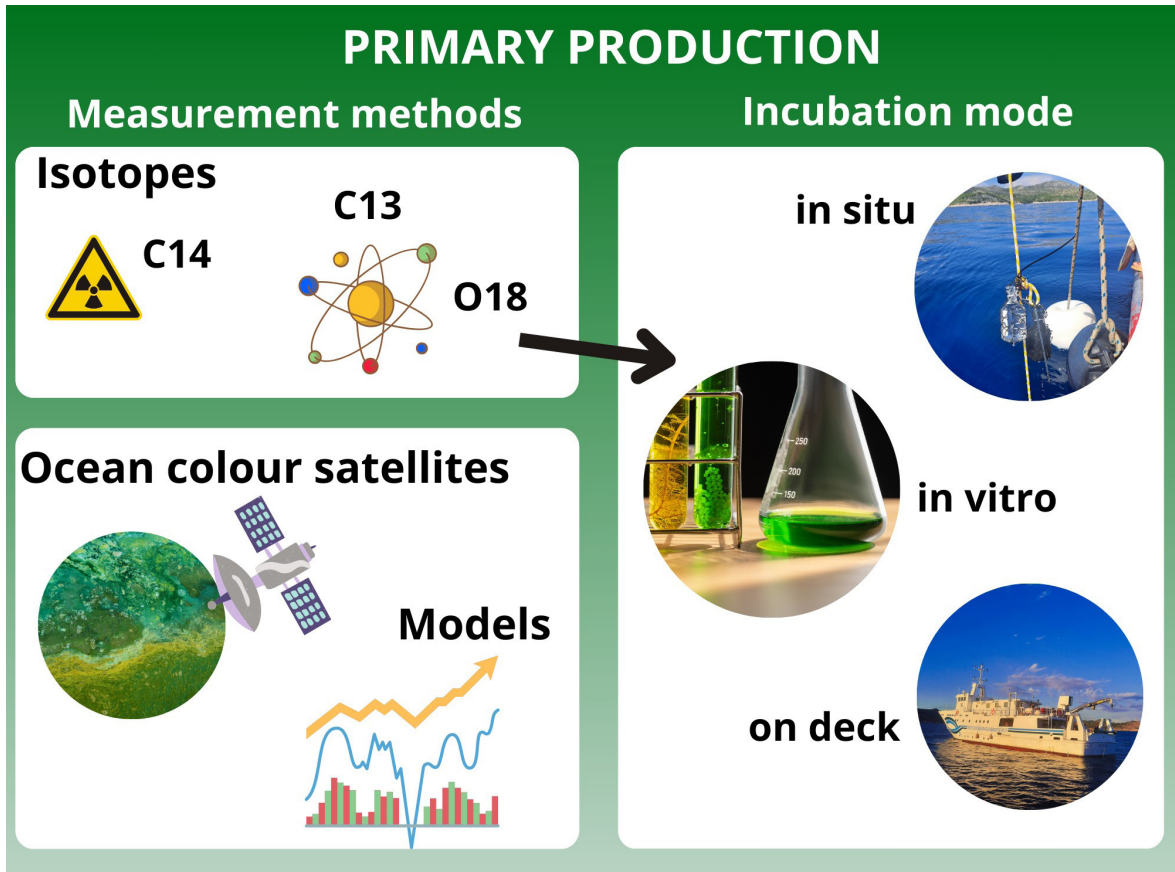 PRIMARY PRODUCTION
Measurement methods
Isotopes
C13
C14
O18
Ocean colour satellites
Models
Incubation mode
in situ
250
200
150
in vitro
on deck